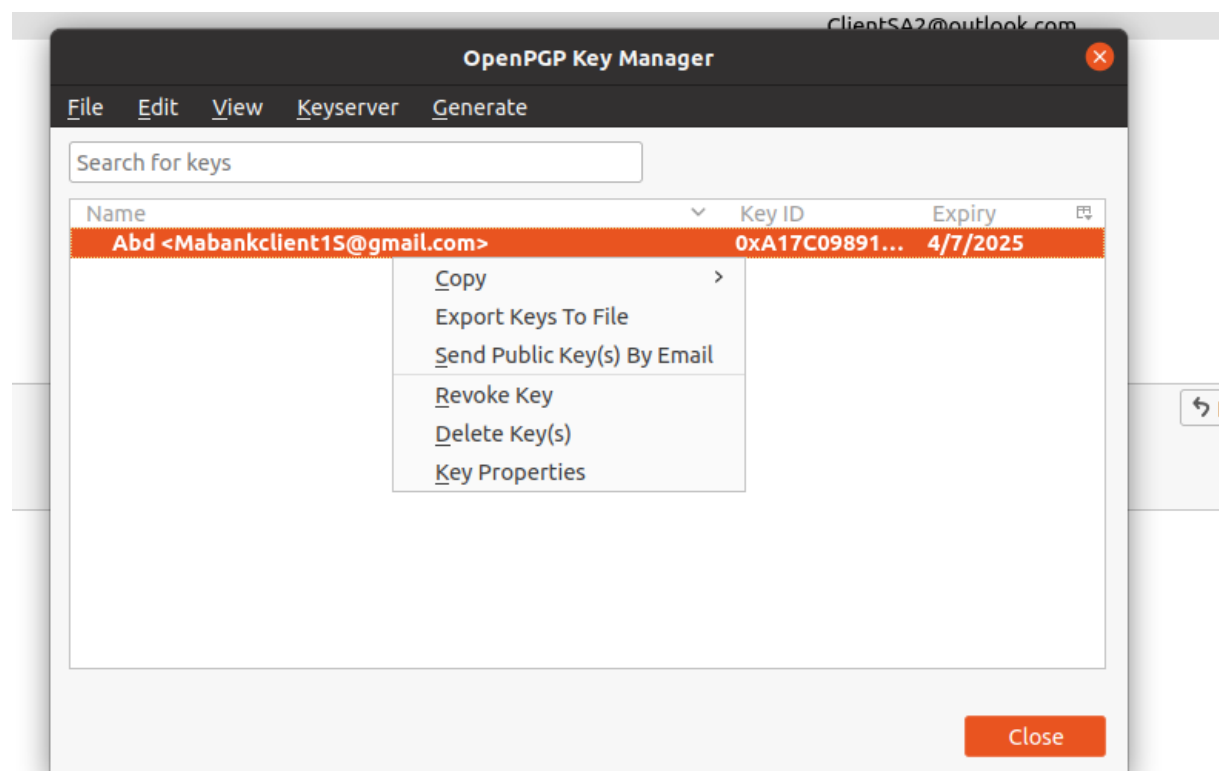 ClientSA2@outlook.com
OpenPGP Key Manager
File Edit View Keyserver Generate
Search for keys
Name Key ID Expiry
Abd <Mabankclient1S@gmail.com> 0xA17C09891... 4/7/2025
Copy
Export Keys To File
Send Public Key(s) By Email
Revoke Key
Delete Key(s)
Key Properties
Close